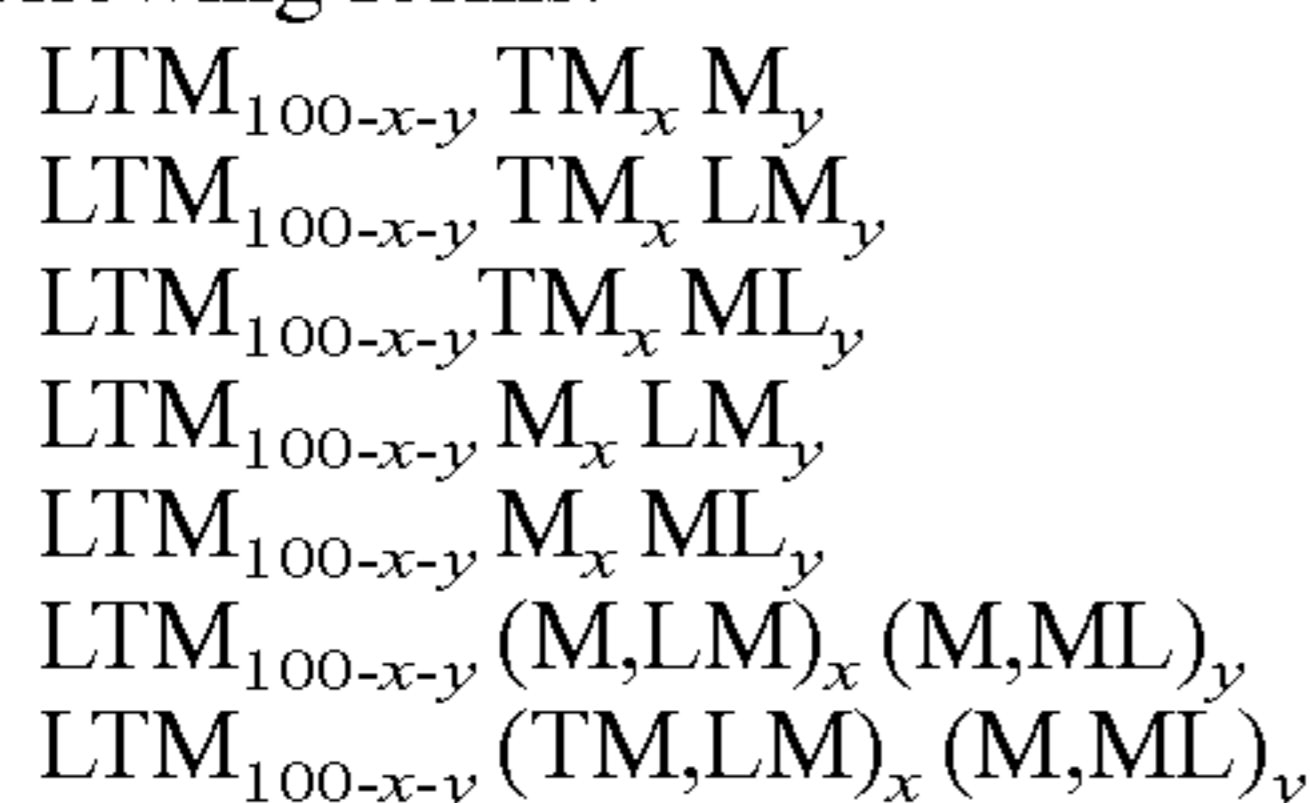 LTM100-x-y TMx My
LTM100-x-y TMx LMy
LTM100-x-y TMx MLy
LTM100-x-y Mx LMy
LTM100-x-y Mx MLy
LTM100-x-y (M,LM)x (M,ML)y
LTM100-x-y (TM,LM)x (M,ML)y